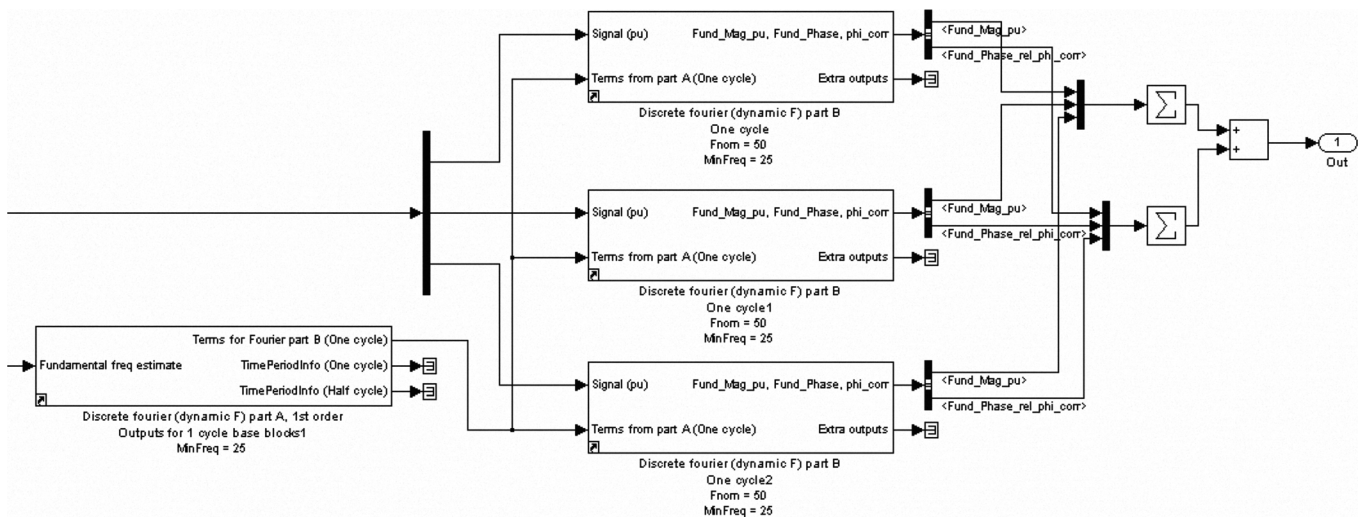 Signal (pu)
Fund_Mag_pu, Fund_Phase, phi_corr
Terms from part A (One cycle)
Extra outputs
Discrete fourier (dynamic F) part B
One cycle
Fnom = 50
MinFreq = 25
<Fund_Mag_pu>
<Fund_Phase_rel_phi_corr>
Signal (pu)
Fund_Mag_pu, Fund_Phase, phi_corr
Terms from part A (One cycle)
Extra outputs
Discrete fourier (dynamic F) part B
One cycle1
Fnom = 50
MinFreq = 25
<Fund_Mag_pu>
<Fund_Phase_rel_phi_corr>
Σ
Σ
+
+
1
Out
Fundamental freq estimate
Terms for Fourier part B (One cycle)
TimePeriodInfo (One cycle)
TimePeriodInfo (Half cycle)
Discrete fourier (dynamic F) part A, 1st order
Outputs for 1 cycle base blocks1
MinFreq = 25
Signal (pu)
Fund_Mag_pu, Fund_Phase, phi_corr
Terms from part A (One cycle)
Extra outputs
Discrete fourier (dynamic F) part B
One cycle2
Fnom = 50
MinFreq = 25
<Fund_Mag_pu>
<Fund_Phase_rel_phi_corr>